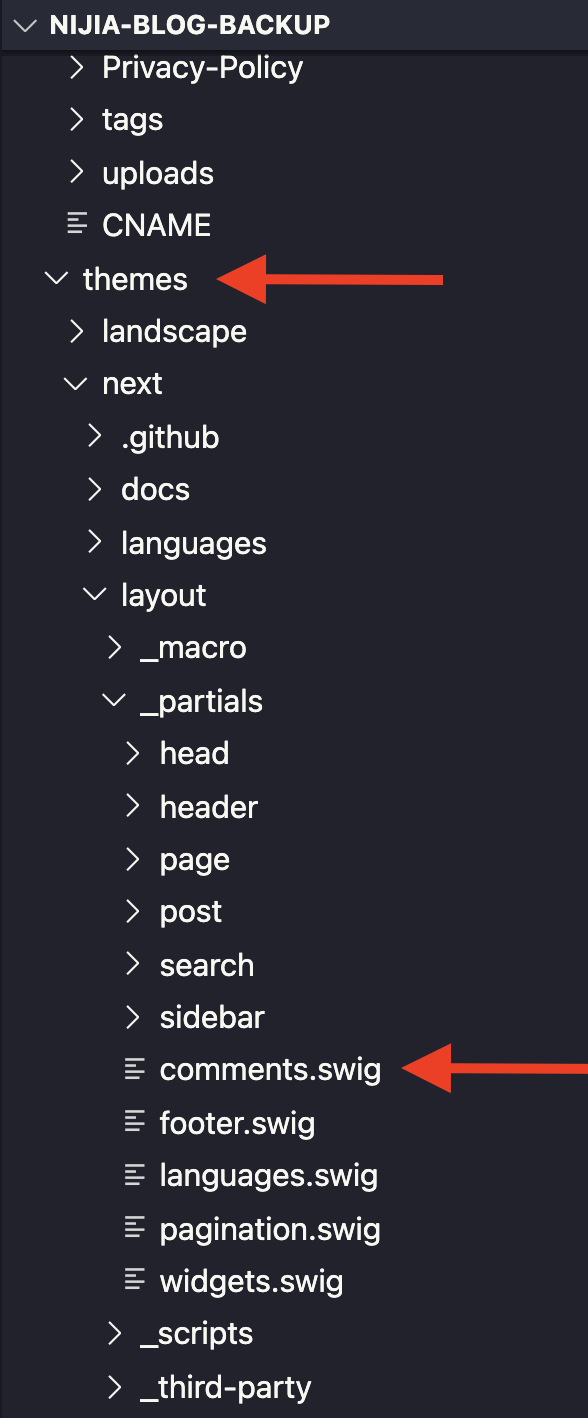 NIJIA-BLOG-BACKUP
Privacy-Policy
tags
uploads
CNAME
themes
landscape
next
.github
docs
languages
layout
_macro
_partials
head
header
page
post
search
sidebar
comments.swig
footer.swig
languages.swig
pagination.swig
widgets.swig
_scripts
_third-party